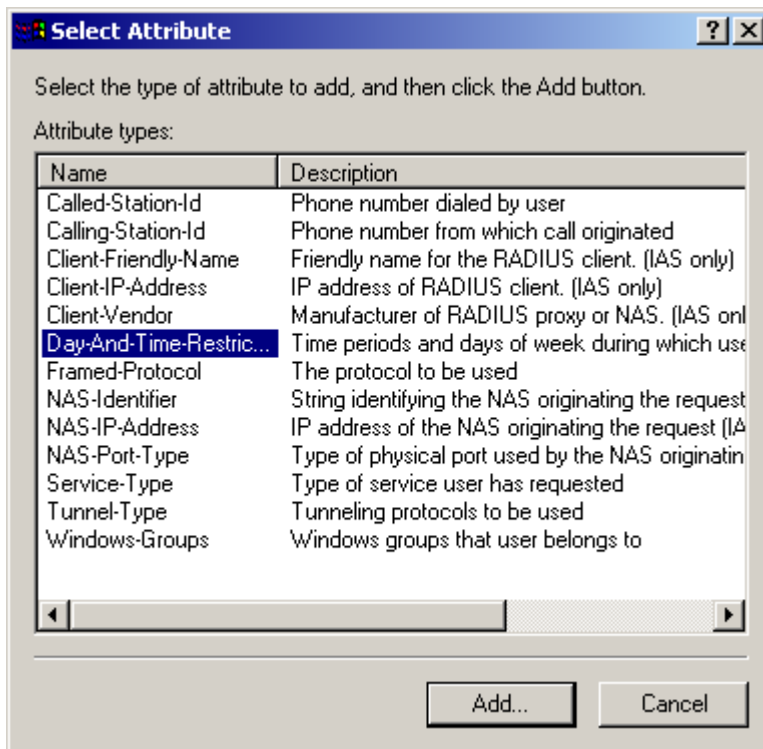 Select Attribute
Select the type of attribute to add, and then click the Add button.
Attribute types:
Name Description
Called-Station-Id Phone number dialed by user
Calling-Station-Id Phone number from which call originated
Client-Friendly-Name Friendly name for the RADIUS client. (IAS only)
Client-IP-Address IP address of RADIUS client. (IAS only)
Client-Vendor Manufacturer of RADIUS proxy or NAS. (IAS onl
Day-And-Time-Restric... Time periods and days of week during which use
Framed-Protocol The protocol to be used
NAS-Identifier String identifying the NAS originating the request
NAS-IP-Address IP address of the NAS originating the request (IA
NAS-Port-Type Type of physical port used by the NAS originatin
Service-Type Type of service user has requested
Tunnel-Type Tunneling protocols to be used
Windows-Groups Windows groups that user belongs to
Add... Cancel